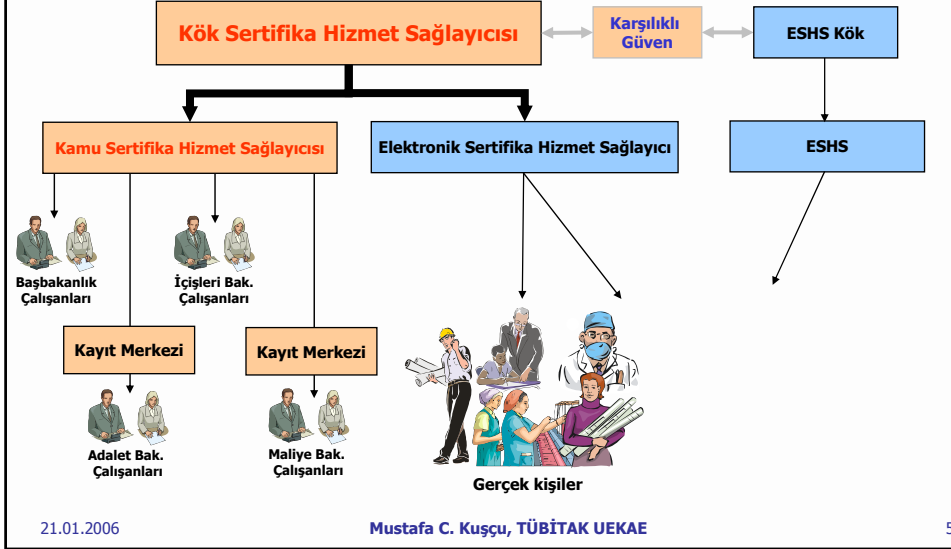 Kök Sertifika Hizmet Sağlayıcısı
Karşılıklı
Güven
ESHS Kök
Kamu Sertifika Hizmet Sağlayıcısı
Elektronik Sertifika Hizmet Sağlayıcı
ESHS
Başbakanlık
Çalışanları
İçişleri Bak.
Çalışanları
Kayıt Merkezi
Kayıt Merkezi
Adalet Bak.
Çalışanları
Maliye Bak.
Çalışanları
Gerçek kişiler
21.01.2006
Mustafa C. Kuşçu, TÜBİTAK UEKAE
5